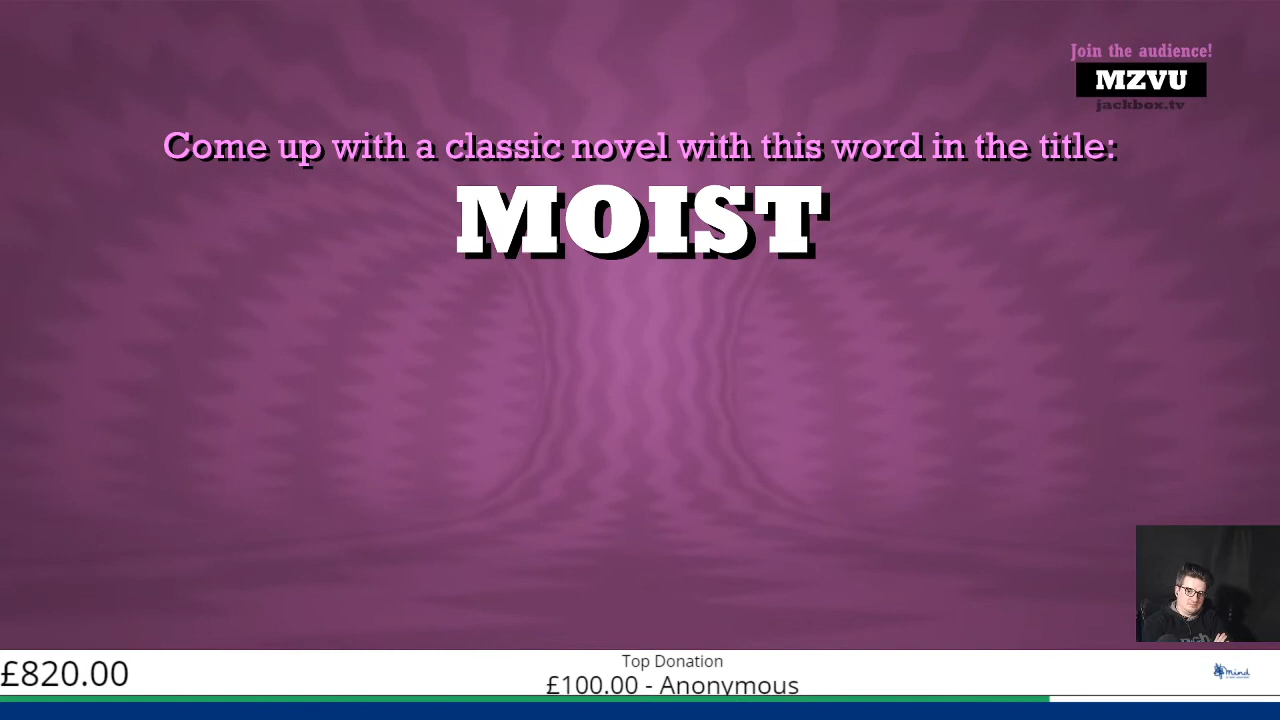 Join the audience!
MZVU
jackbox.tv
Come up with a classic novel with this word in the title:
MOIST
£820.00
Top Donation
£100.00 - Anonymous
mind